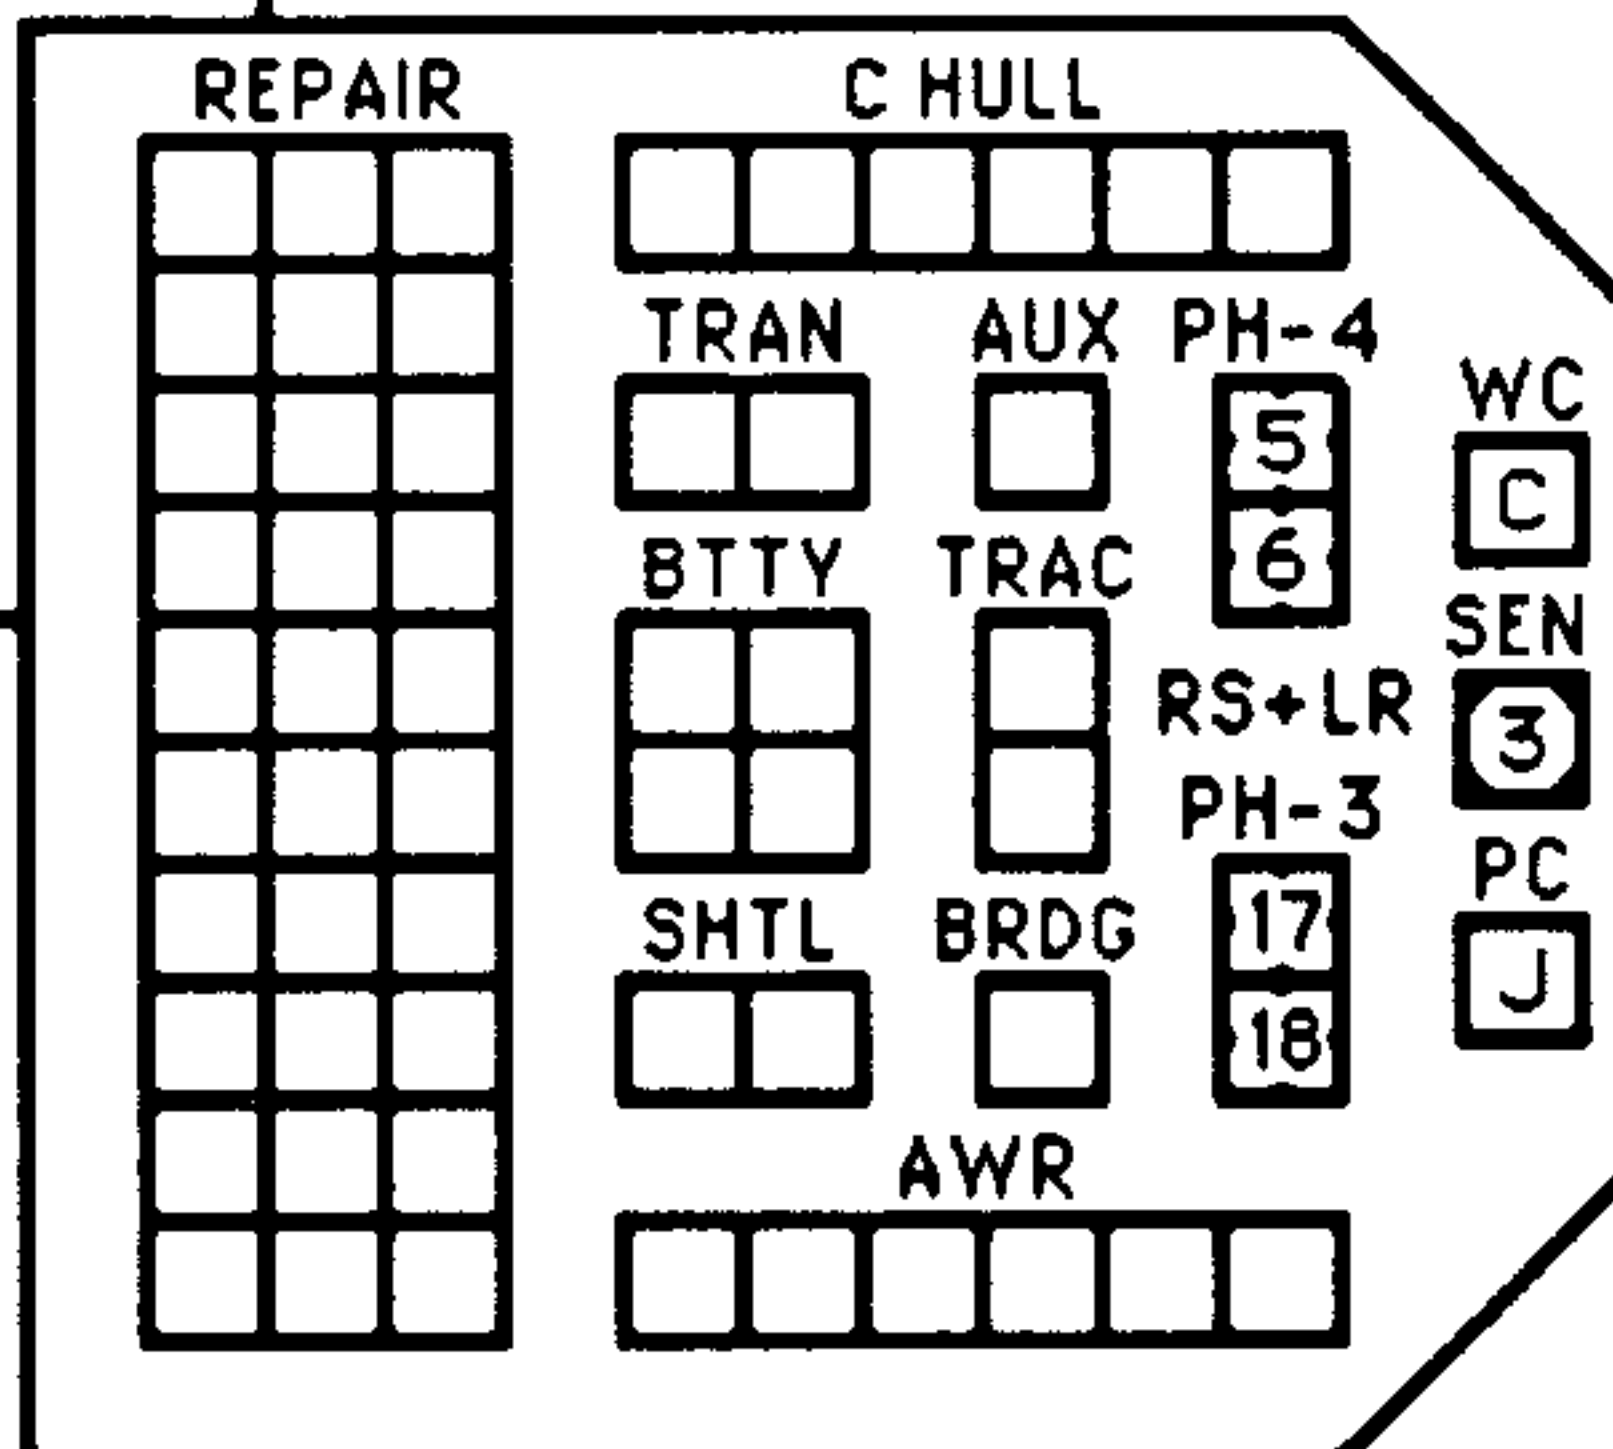 REPAIR
C HULL
TRAN
AUX
PH-4
5
6
WC
C
BTTY
TRAC
SEN
3
RS+LR
PH-3
17
18
PC
J
SHTL
BRDG
AWR